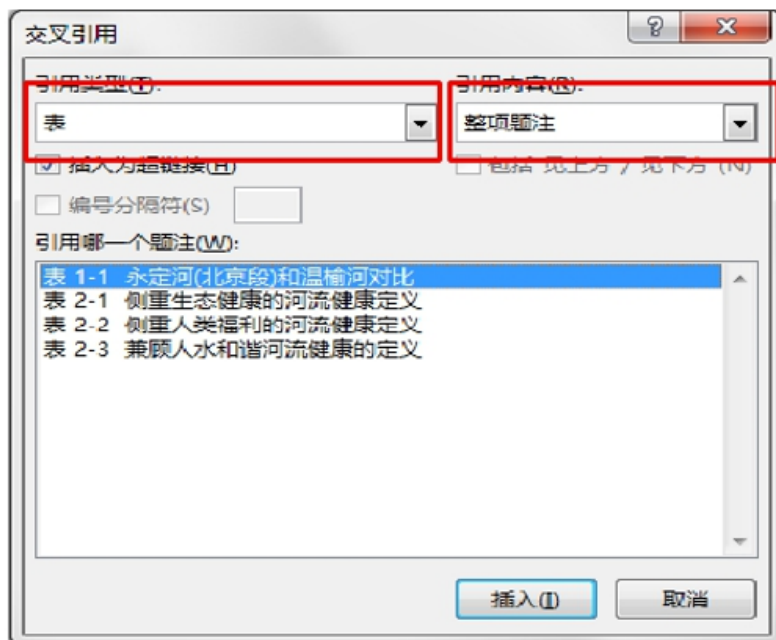 交叉引用
引用类型(T):
引用内容(R):
表
整项题注
插入为超链接(H)
包括“见上方”/“见下方”(N)
编号分隔符(S)
引用哪一个题注(W):
表 1-1 永定河(北京段)和温榆河对比
表 2-1 侧重生态健康的河流健康定义
表 2-2 侧重人类福利的河流健康定义
表 2-3 兼顾人水和谐河流健康的定义
插入(I)
取消